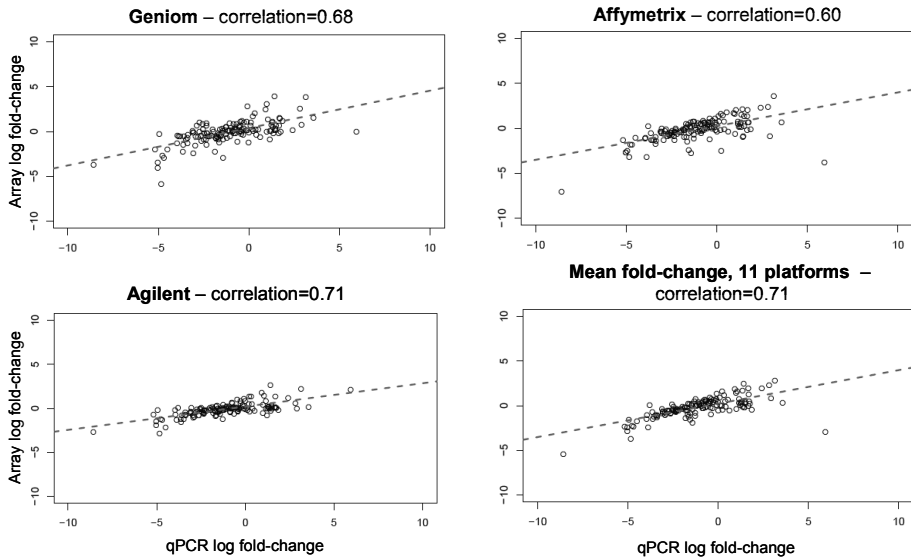 Geniom – correlation=0.68
Affymetrix – correlation=0.60
10
5
0
−5
−10
Array log fold-change
−10 −5 0 5 10
10
5
0
−5
−10
−10 −5 0 5 10
Agilent – correlation=0.71
Mean fold-change, 11 platforms –
correlation=0.71
10
5
0
−5
−10
Array log fold-change
−10 −5 0 5 10
qPCR log fold-change
10
5
0
−5
−10
−10 −5 0 5 10
qPCR log fold-change